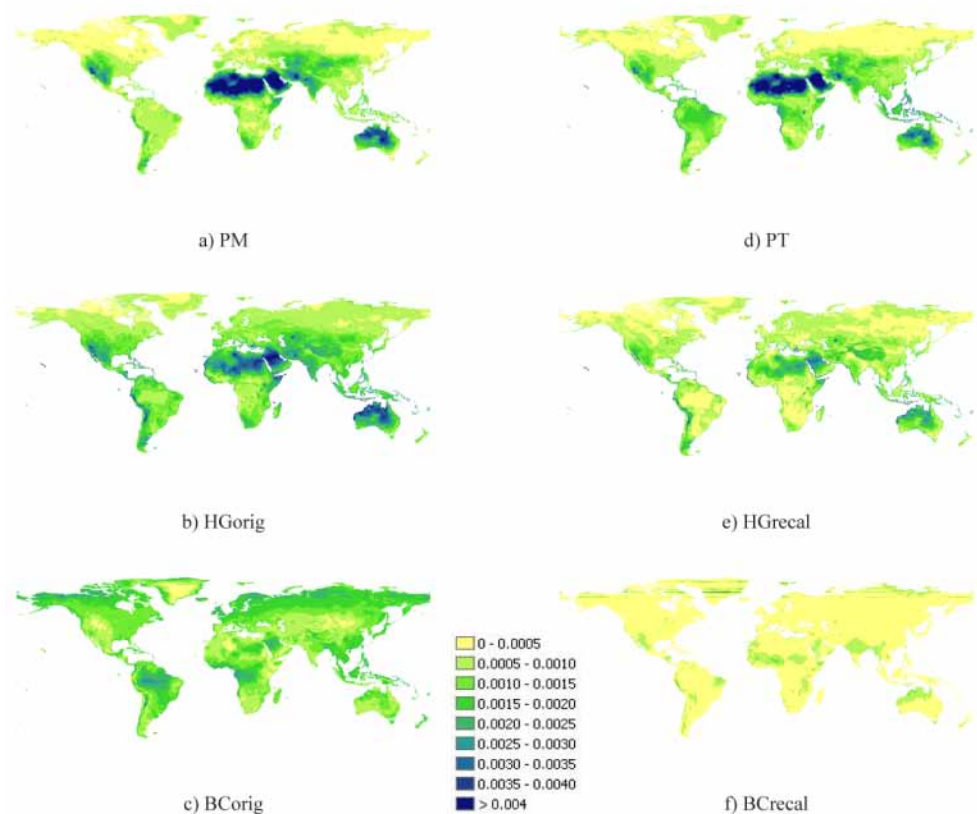 a) PM
d) PT
b) HGorig
e) HGrecal
0 - 0.0005
0.0005 - 0.0010
0.0010 - 0.0015
0.0015 - 0.0020
0.0020 - 0.0025
0.0025 - 0.0030
0.0030 - 0.0035
0.0035 - 0.0040
> 0.004
c) BCorig
f) BCrecal